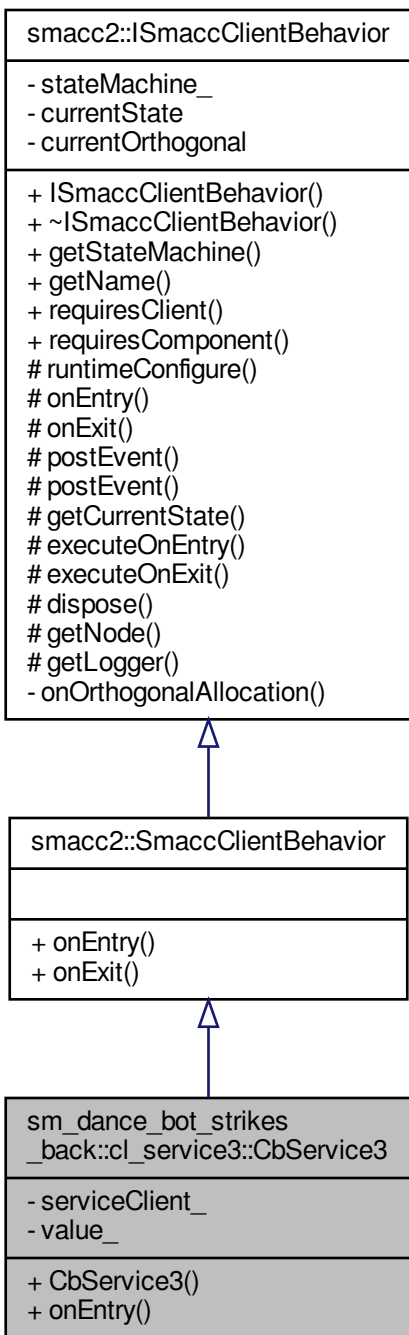 smacc2::ISmaccClientBehavior
- stateMachine_
- currentState
- currentOrthogonal
+ ISmaccClientBehavior()
+ ~ISmaccClientBehavior()
+ getStateMachine()
+ getName()
+ requiresClient()
+ requiresComponent()
# runtimeConfigure()
# onEntry()
# onExit()
# postEvent()
# postEvent()
# getCurrentState()
# executeOnEntry()
# executeOnExit()
# dispose()
# getNode()
# getLogger()
- onOrthogonalAllocation()
smacc2::SmaccClientBehavior
+ onEntry()
+ onExit()
sm_dance_bot_strikes
_back::cl_service3::CbService3
- serviceClient_
- value_
+ CbService3()
+ onEntry()